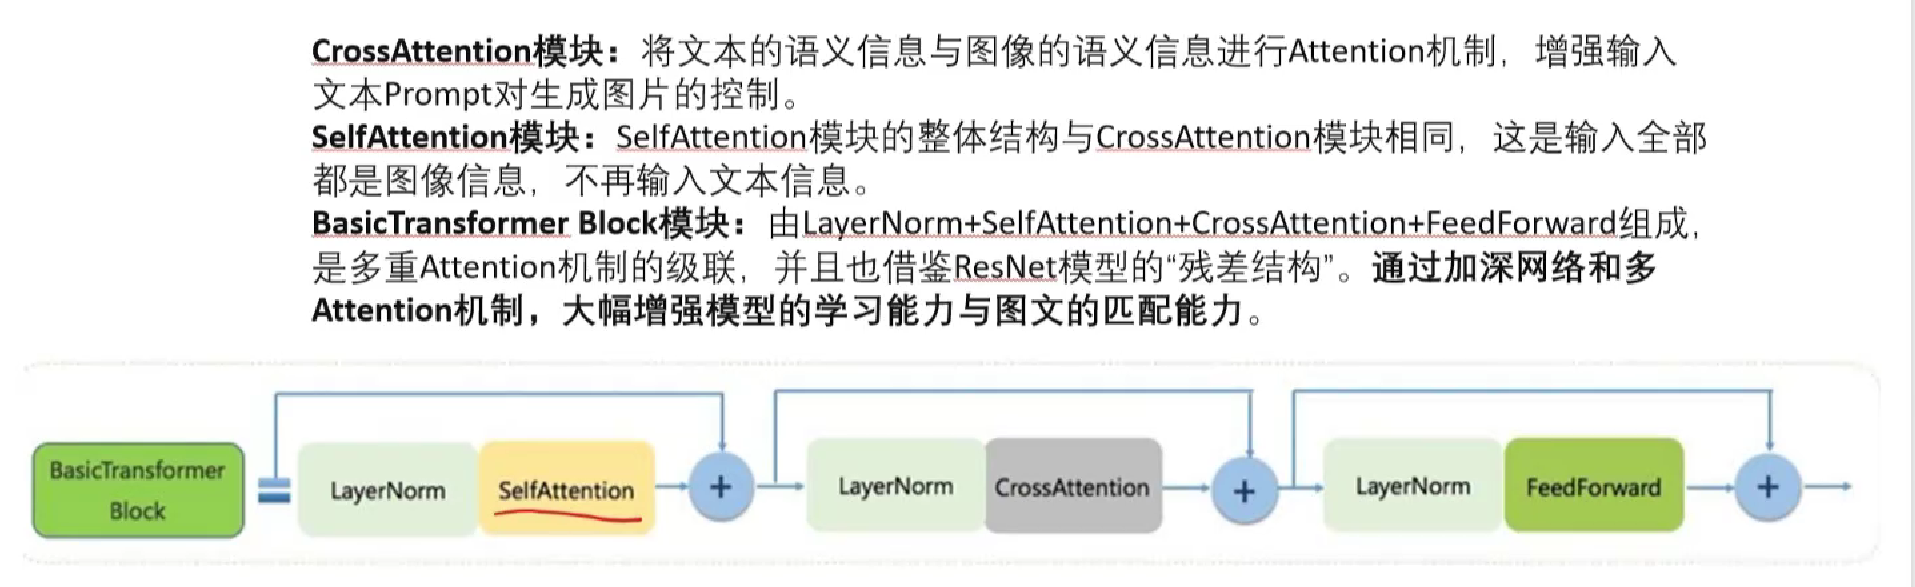 CrossAttention模块：将文本的语义信息与图像的语义信息进行Attention机制，增强输入
文本Prompt对生成图片的控制。
SelfAttention模块：SelfAttention模块的整体结构与CrossAttention模块相同，这是输入全部
都是图像信息，不再输入文本信息。
BasicTransformer Block模块：由LayerNorm+SelfAttention+CrossAttention+FeedForward组成，
是多重Attention机制的级联，并且也借鉴ResNet模型的“残差结构”。通过加深网络和多
Attention机制，大幅增强模型的学习能力与图文的匹配能力。
BasicTransformer
Block
LayerNorm
SelfAttention
+
LayerNorm
CrossAttention
+
LayerNorm
FeedForward
+